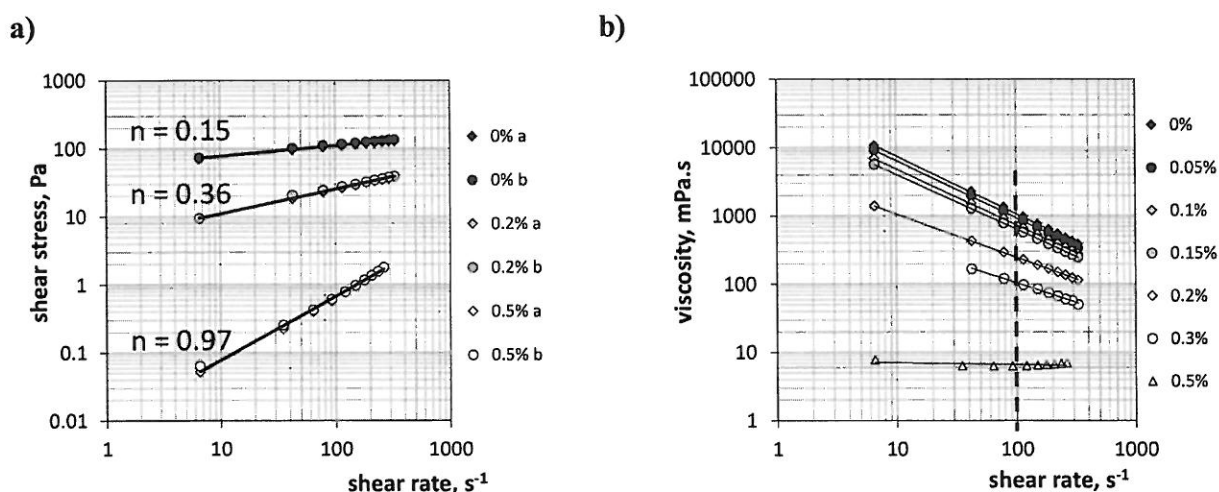 a)
1000
100
10
1
0.1
0.01
shear stress, Pa
n = 0.15
n = 0.36
n = 0.97
1
10
100
1000
shear rate, s⁻¹
0% a
0% b
0.2% a
0.2% b
0.5% a
0.5% b
b)
100000
10000
1000
100
10
1
viscosity, mPa.s
1
10
100
1000
shear rate, s⁻¹
0%
0.05%
0.1%
0.15%
0.2%
0.3%
0.5%